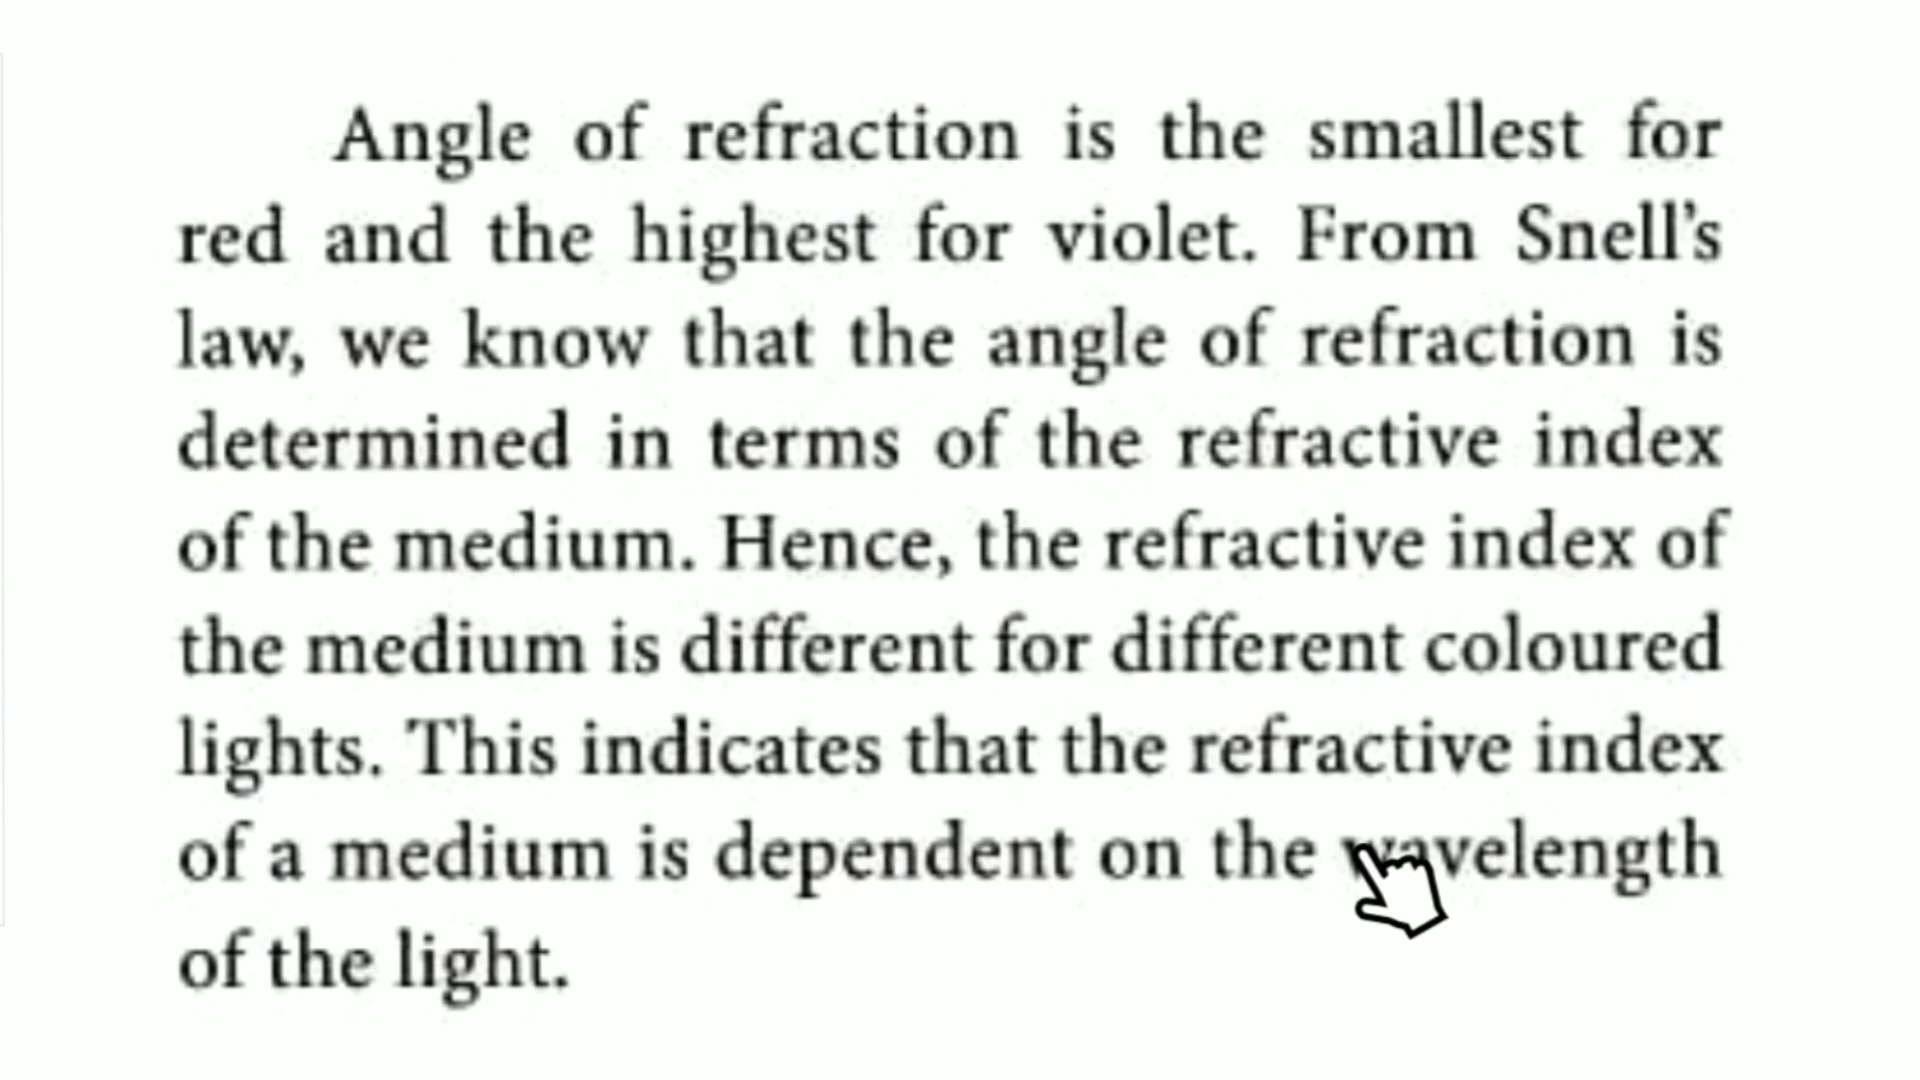 Angle of refraction is the smallest for
red and the highest for violet. From Snell's
law, we know that the angle of refraction is
determined in terms of the refractive index
of the medium. Hence, the refractive index of
the medium is different for different coloured
lights. This indicates that the refractive index
of a medium is dependent on the wavelength
of the light.